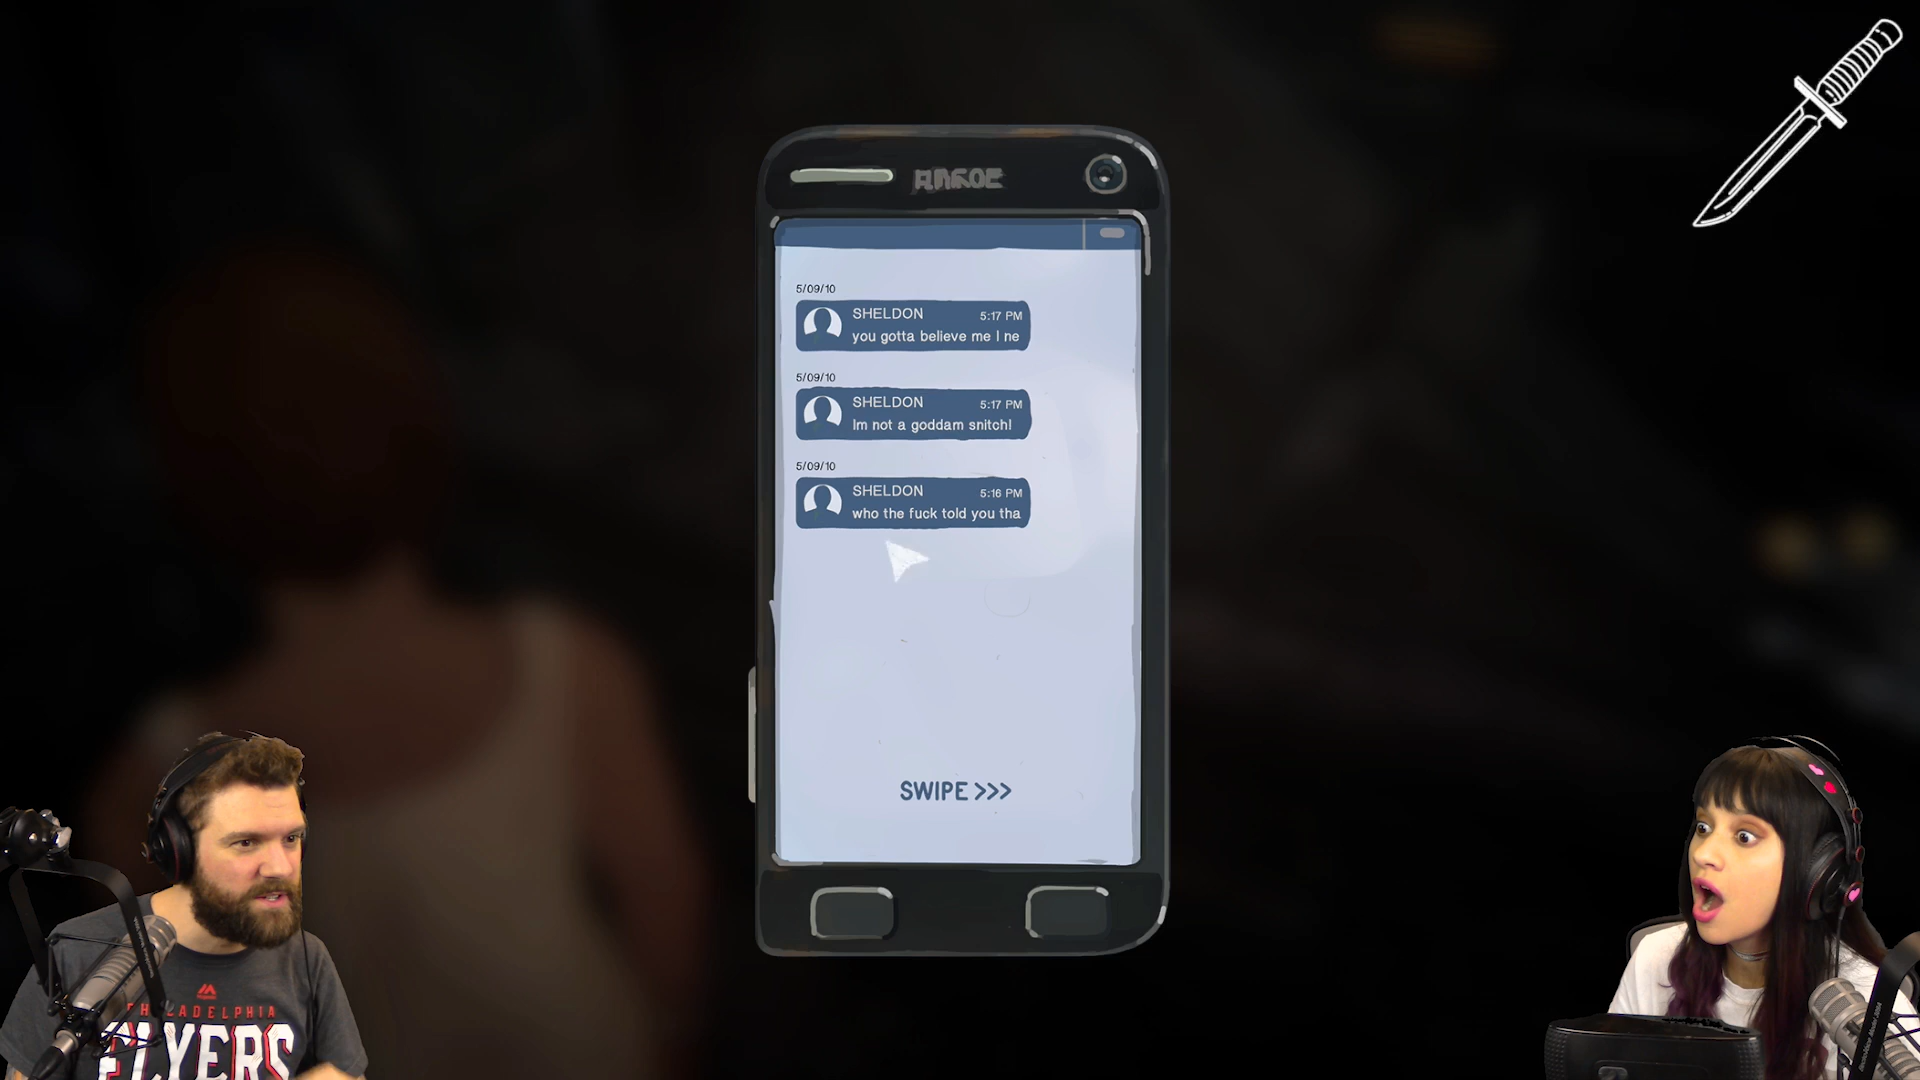 5/09/10
SHELDON 5:17 PM
you gotta believe me I ne
5/09/10
SHELDON 5:17 PM
Im not a goddam snitch!
5/09/10
SHELDON 5:16 PM
who the fuck told you tha
SWIPE >>>
PHILADELPHIA
FLYERS